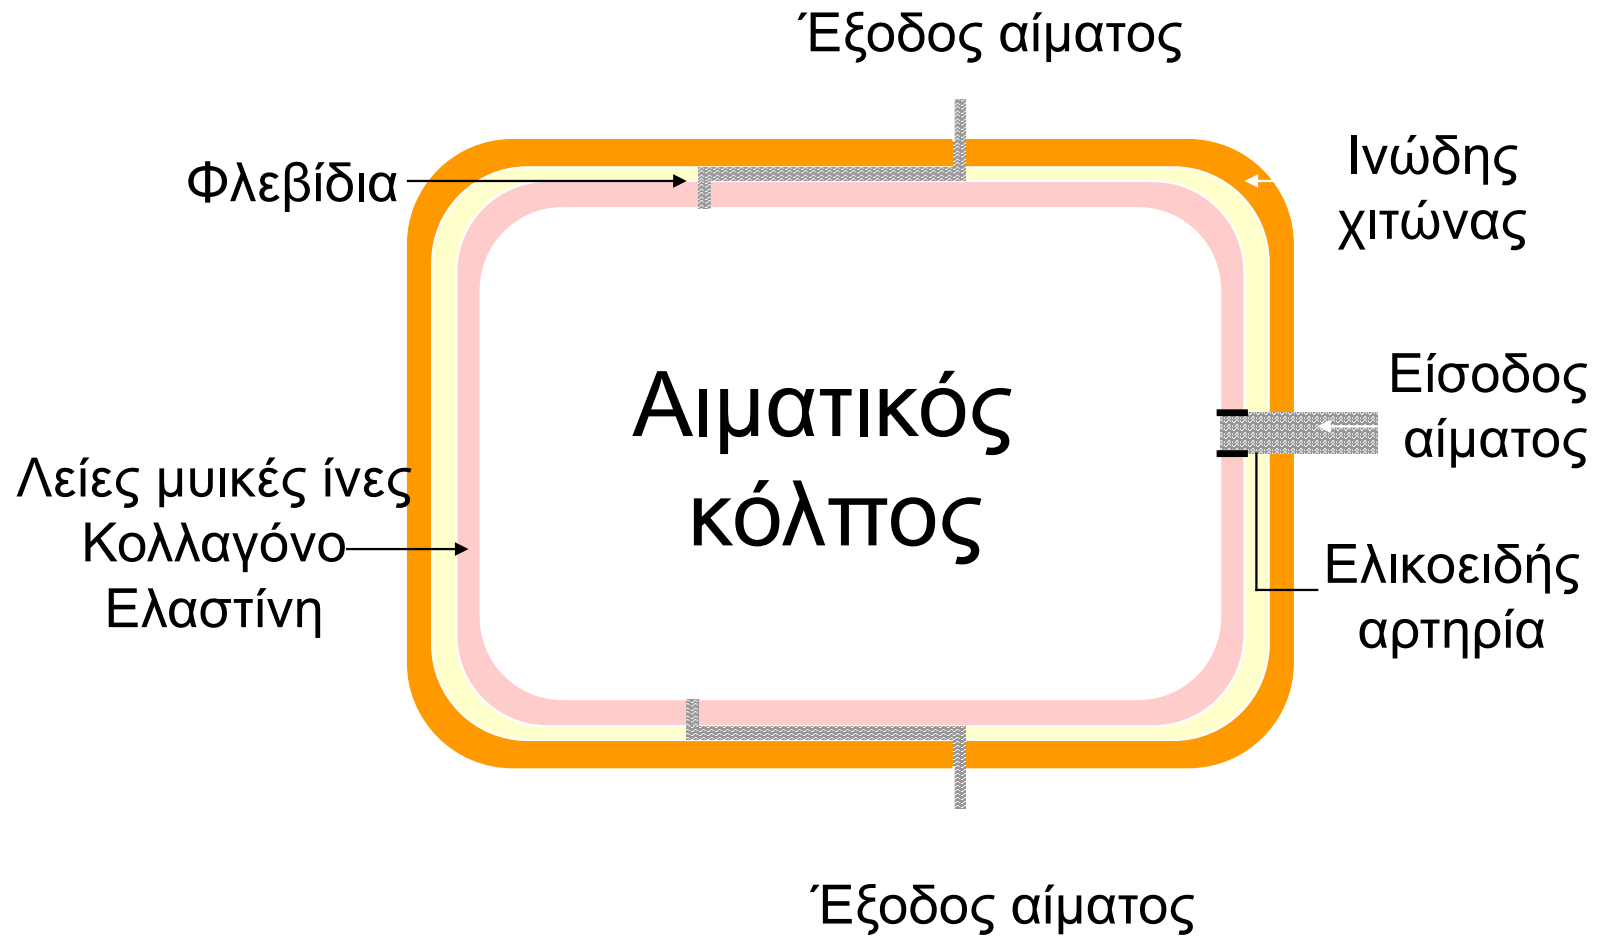 Έξοδος αίματος
Φλεβίδια
Ινώδης
χιτώνας
Αιματικός
κόλπος
Είσοδος
αίματος
Λείες μυικές ίνες
Κολλαγόνο
Ελαστίνη
Ελικοειδής
αρτηρία
Έξοδος αίματος